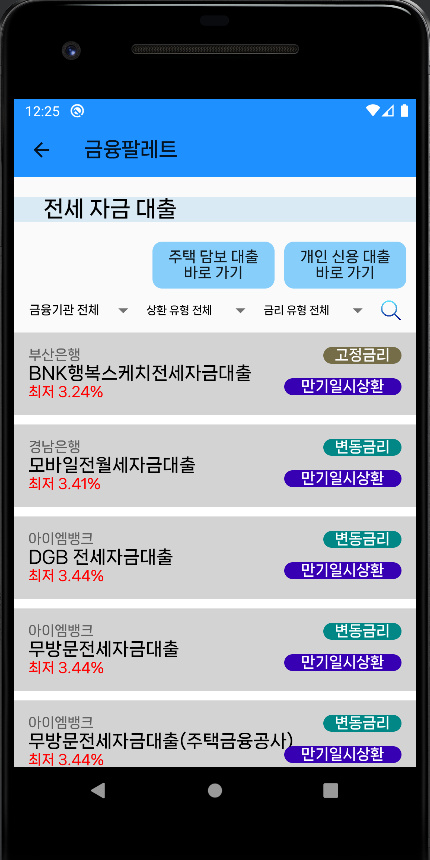 12:25
금융팔레트
전세 자금 대출
주택 담보 대출
바로 가기
개인 신용 대출
바로 가기
금융기관 전체
상환 유형 전체
금리 유형 전체
부산은행
고정금리
BNK행복스케치전세자금대출
최저 3.24%
만기일시상환
경남은행
변동금리
모바일전월세자금대출
최저 3.41%
만기일시상환
아이엠뱅크
변동금리
DGB 전세자금대출
최저 3.44%
만기일시상환
아이엠뱅크
변동금리
무방문전세자금대출
최저 3.44%
만기일시상환
아이엠뱅크
변동금리
무방문전세자금대출(주택금융공사)
최저 3.44%
만기일시상환